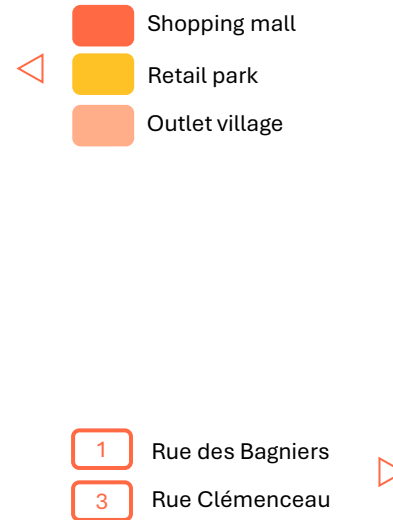 Shopping mall
Retail park
Outlet village
1 Rue des Bagniers
3 Rue Clémenceau